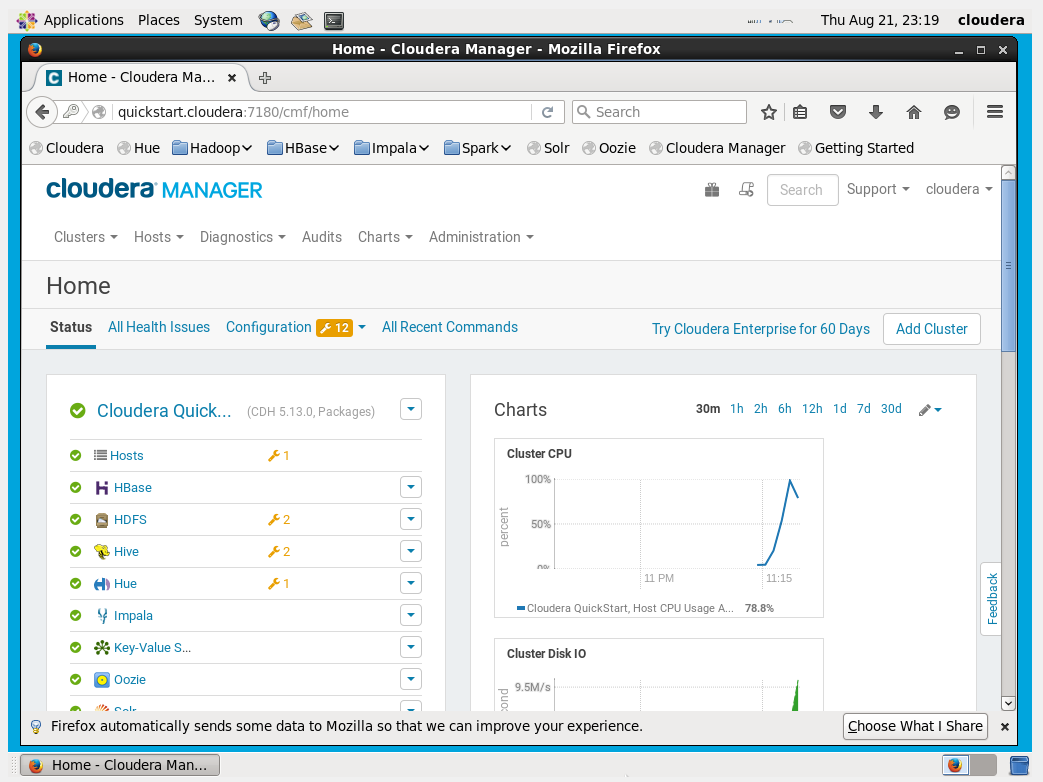 Applications Places System Thu Aug 21, 23:19 cloudera
Home - Cloudera Manager - Mozilla Firefox
Home - Cloudera Ma...
quickstart.cloudera:7180/cmf/home Search
Cloudera Hue Hadoop HBase Impala Spark Solr Oozie Cloudera Manager Getting Started
cloudera MANAGER Search Support cloudera
Clusters Hosts Diagnostics Audits Charts Administration
Home
Status All Health Issues Configuration 12 All Recent Commands Try Cloudera Enterprise for 60 Days Add Cluster
Cloudera Quick... (CDH 5.13.0, Packages)
Hosts 1
HBase
HDFS 2
Hive 2
Hue 1
Impala
Key-Value S...
Oozie
Solr
Charts 30m 1h 2h 6h 12h 1d 7d 30d
Cluster CPU
percent
100%
50%
0%
11 PM 11:15
Cloudera QuickStart, Host CPU Usage A... 78.8%
Cluster Disk IO
9.5M/s
Feedback
Firefox automatically sends some data to Mozilla so that we can improve your experience. Choose What I Share
Home - Cloudera Man...